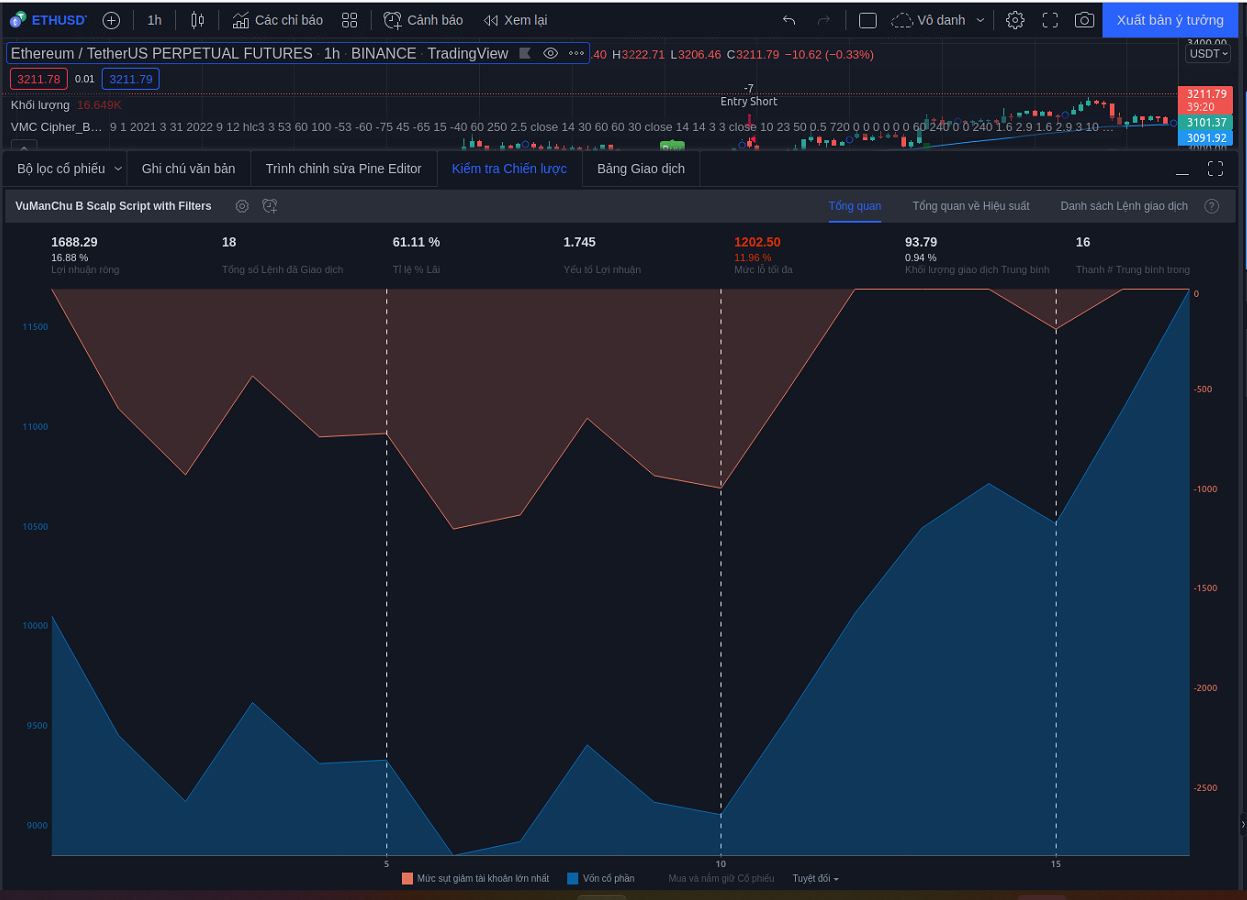 ETHUSDT 1h Các chỉ báo Cảnh báo Xem lại Vô danh Xuất bản ý tưởng
Ethereum / TetherUS PERPETUAL FUTURES · 1h · BINANCE · TradingView .40 H3222.71 L3206.46 C3211.79 −10.62 (−0.33%)
3400.00
USDT
3211.78 0.01 3211.79
-7
Entry Short
3211.79
39:20
Khối lượng 16.649K
VMC Cipher_B... 9 1 2021 3 31 2022 9 12 hlc3 3 3 53 60 100 -53 -60 -75 45 -65 15 -40 60 250 2.5 close 14 30 60 60 30 close 14 14 3 3 close 10 23 50 0.5 720 0 0 0 0 0 0 60 240 0 0 240 1.6 2.9 1.6 2.9 3 10 ...
3101.37
3091.92
Bộ lọc cổ phiếu Ghi chú văn bản Trình chỉnh sửa Pine Editor Kiểm tra Chiến lược Bảng Giao dịch
VuManChu B Scalp Script with Filters Tổng quan Tổng quan về Hiệu suất Danh sách Lệnh giao dịch ?
1688.29 18 61.11 % 1.745 1202.50 93.79 16
16.88 % 11.96 % 0.94 %
Lợi nhuận ròng Tổng số Lệnh đã Giao dịch Tỉ lệ % Lãi Yếu tố Lợi nhuận Mức lỗ tối đa Khối lượng giao dịch Trung bình Thanh # Trung bình trong
0
11500
-500
11000
-1000
10500
-1500
10000
-2000
9500
-2500
9000
5 10 15
Mức sụt giảm tài khoản lớn nhất Vốn cổ phần Mua và nắm giữ Cổ phiếu Tuyệt đối